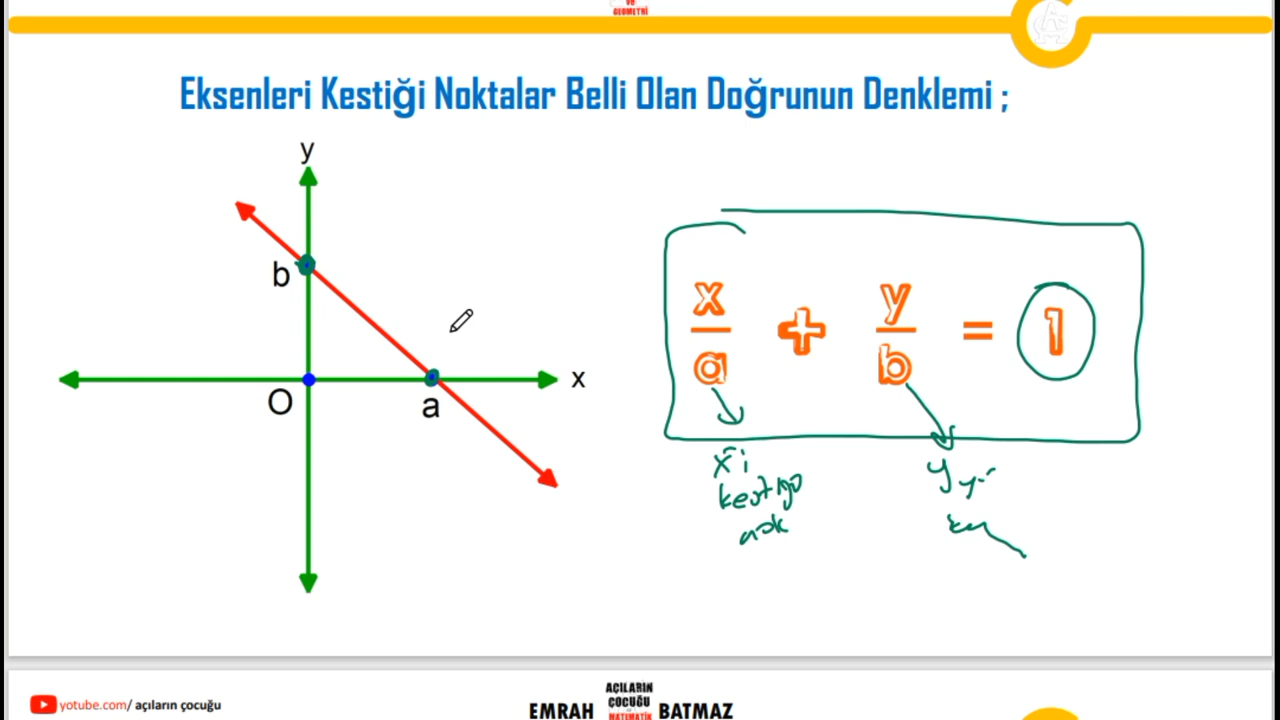 VE
GEOMETRİ
Eksenleri Kestiği Noktalar Belli Olan Doğrunun Denklemi ;
y
b
x
O
a
x/a + y/b = 1
x'i
kestiği
nok
y yi
yotube.com/ açıların çocuğu
EMRAH
AÇILARIN
ÇOCUĞU
MATEMATİK
BATMAZ